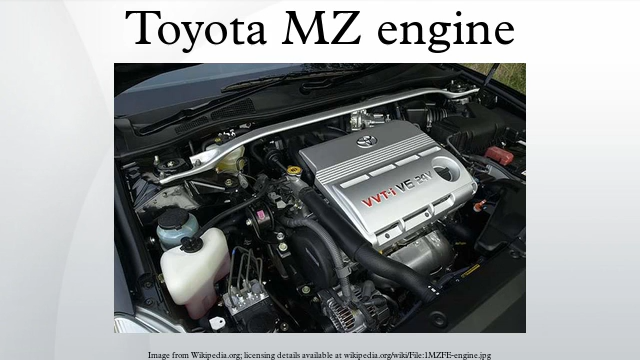 Toyota MZ engine
VVT-i V6 24V
Image from Wikipedia.org; licensing details available at wikipedia.org/wiki/File:1MZFE-engine.jpg